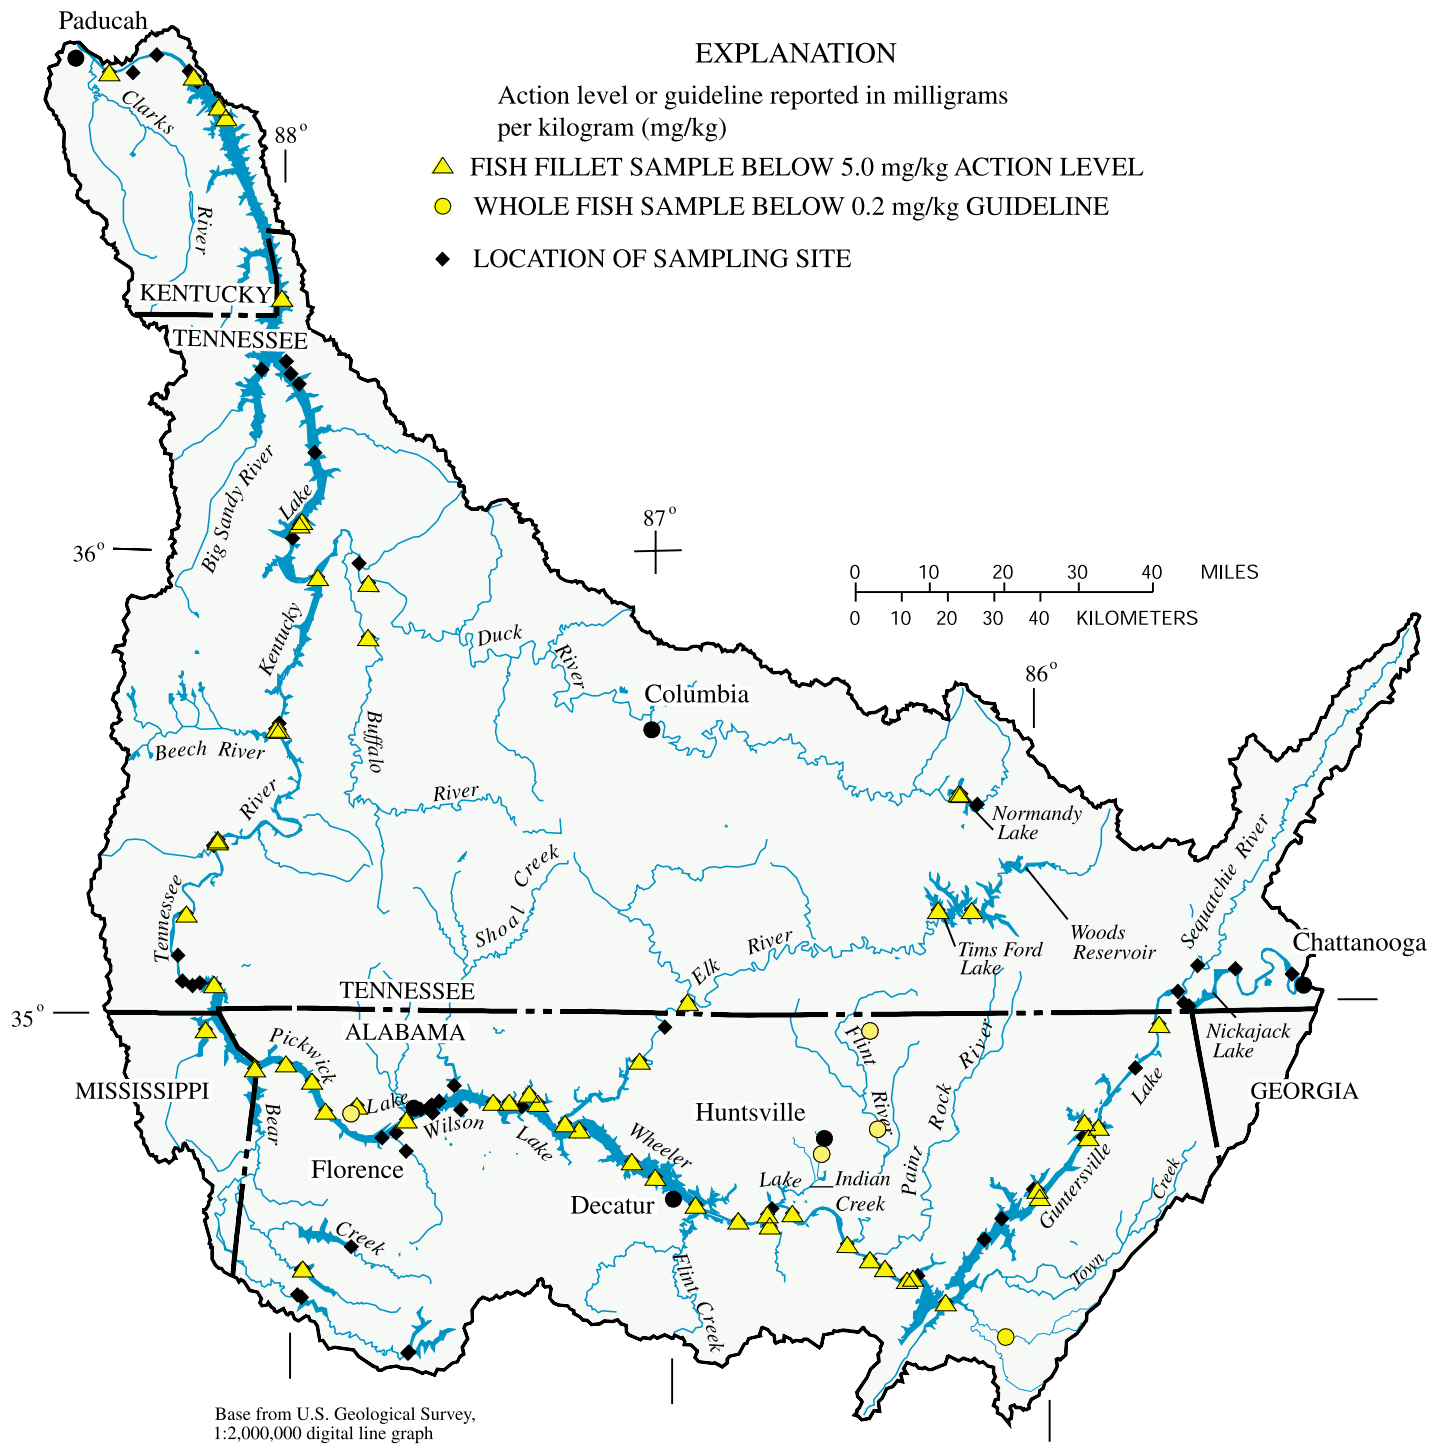 Paducah
EXPLANATION
Action level or guideline reported in milligrams
per kilogram (mg/kg)
FISH FILLET SAMPLE BELOW 5.0 mg/kg ACTION LEVEL
WHOLE FISH SAMPLE BELOW 0.2 mg/kg GUIDELINE
LOCATION OF SAMPLING SITE
Clarks
River
88°
KENTUCKY
TENNESSEE
Big Sandy River
Lake
Kentucky
36°
87°
0 10 20 30 40 MILES
0 10 20 30 40 KILOMETERS
Duck
River
Columbia
86°
Buffalo
River
Beech River
River
Tennessee
Normandy
Lake
Shoal Creek
Elk
River
Tims Ford
Lake
Woods
Reservoir
Sequatchie River
Chattanooga
TENNESSEE
ALABAMA
35°
MISSISSIPPI
Pickwick
Lake
Bear
Creek
Florence
Wilson
Lake
Wheeler
Lake
Decatur
Huntsville
Indian
Creek
Flint
River
Paint Rock River
Flint Creek
Nickajack
Lake
GEORGIA
Lake
Guntersville
Town Creek
Base from U.S. Geological Survey,
1:2,000,000 digital line graph